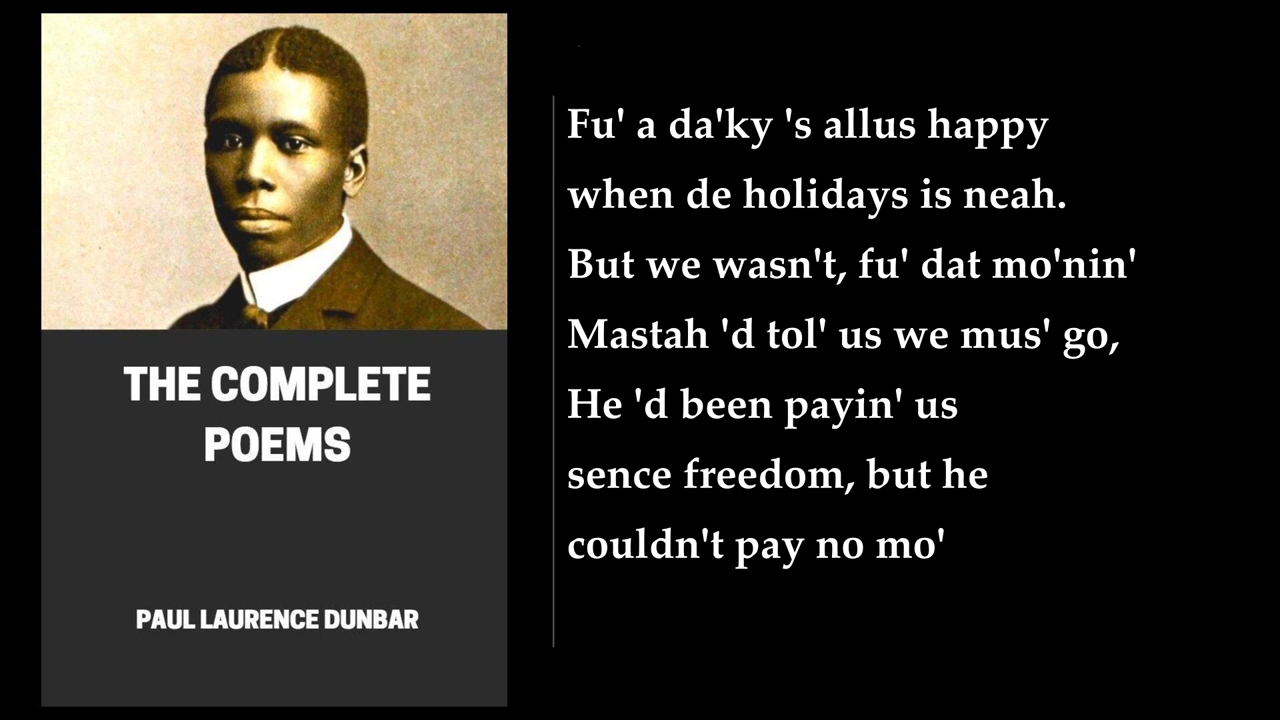 THE COMPLETE
POEMS
PAUL LAURENCE DUNBAR
Fu' a da'ky 's allus happy
when de holidays is neah.
But we wasn't, fu' dat mo'nin'
Mastah 'd tol' us we mus' go,
He 'd been payin' us
sence freedom, but he
couldn't pay no mo'